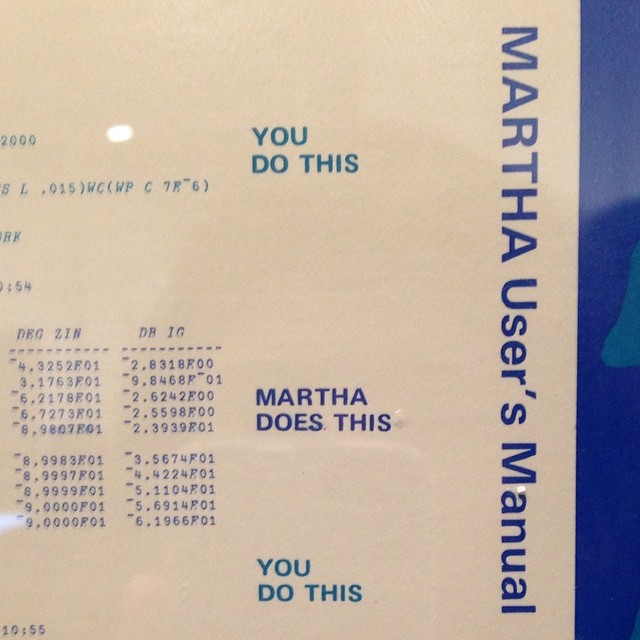 MARTHA User's Manual
2000
YOU
DO THIS
S L .015)WC(WP C 7E¯6)
RK
0:54
DEG ZIN DB IG
¯4.3252E01 ¯2.8318E00
3.1763E01 ¯9.8468E¯01
¯6.2178E01 ¯2.6242E00
¯6.7273E01 ¯2.5598E00
¯8.9807E01 ¯2.3939E01
MARTHA
DOES THIS
¯8.9983E01 ¯3.5674E01
¯8.9997E01 ¯4.4224E01
¯8.9999E01 ¯5.1104E01
¯9.0000E01 ¯5.6914E01
¯9.0000E01 ¯6.1966E01
YOU
DO THIS
10:55